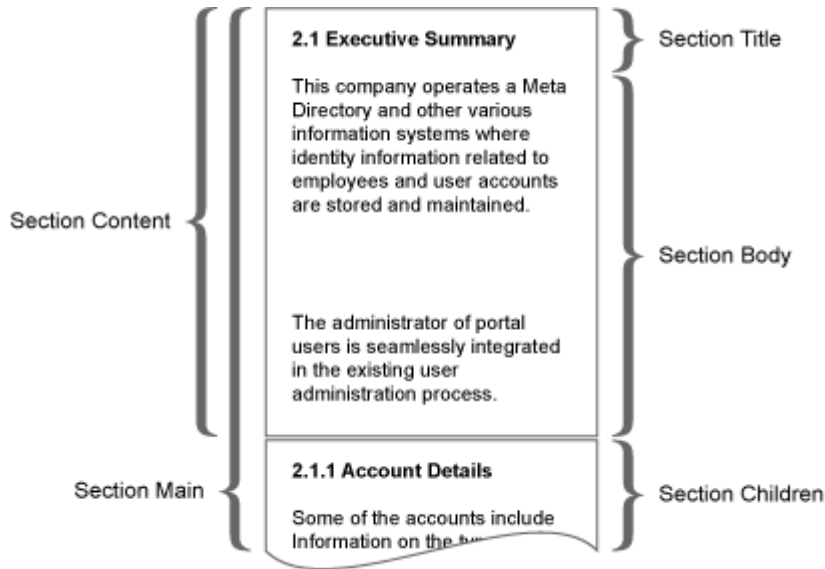 2.1 Executive Summary
Section Title
This company operates a Meta
Directory and other various
information systems where
identity information related to
employees and user accounts
are stored and maintained.
Section Content
Section Body
The administrator of portal
users is seamlessly integrated
in the existing user
administration process.
2.1.1 Account Details
Section Main
Section Children
Some of the accounts include
Information on the